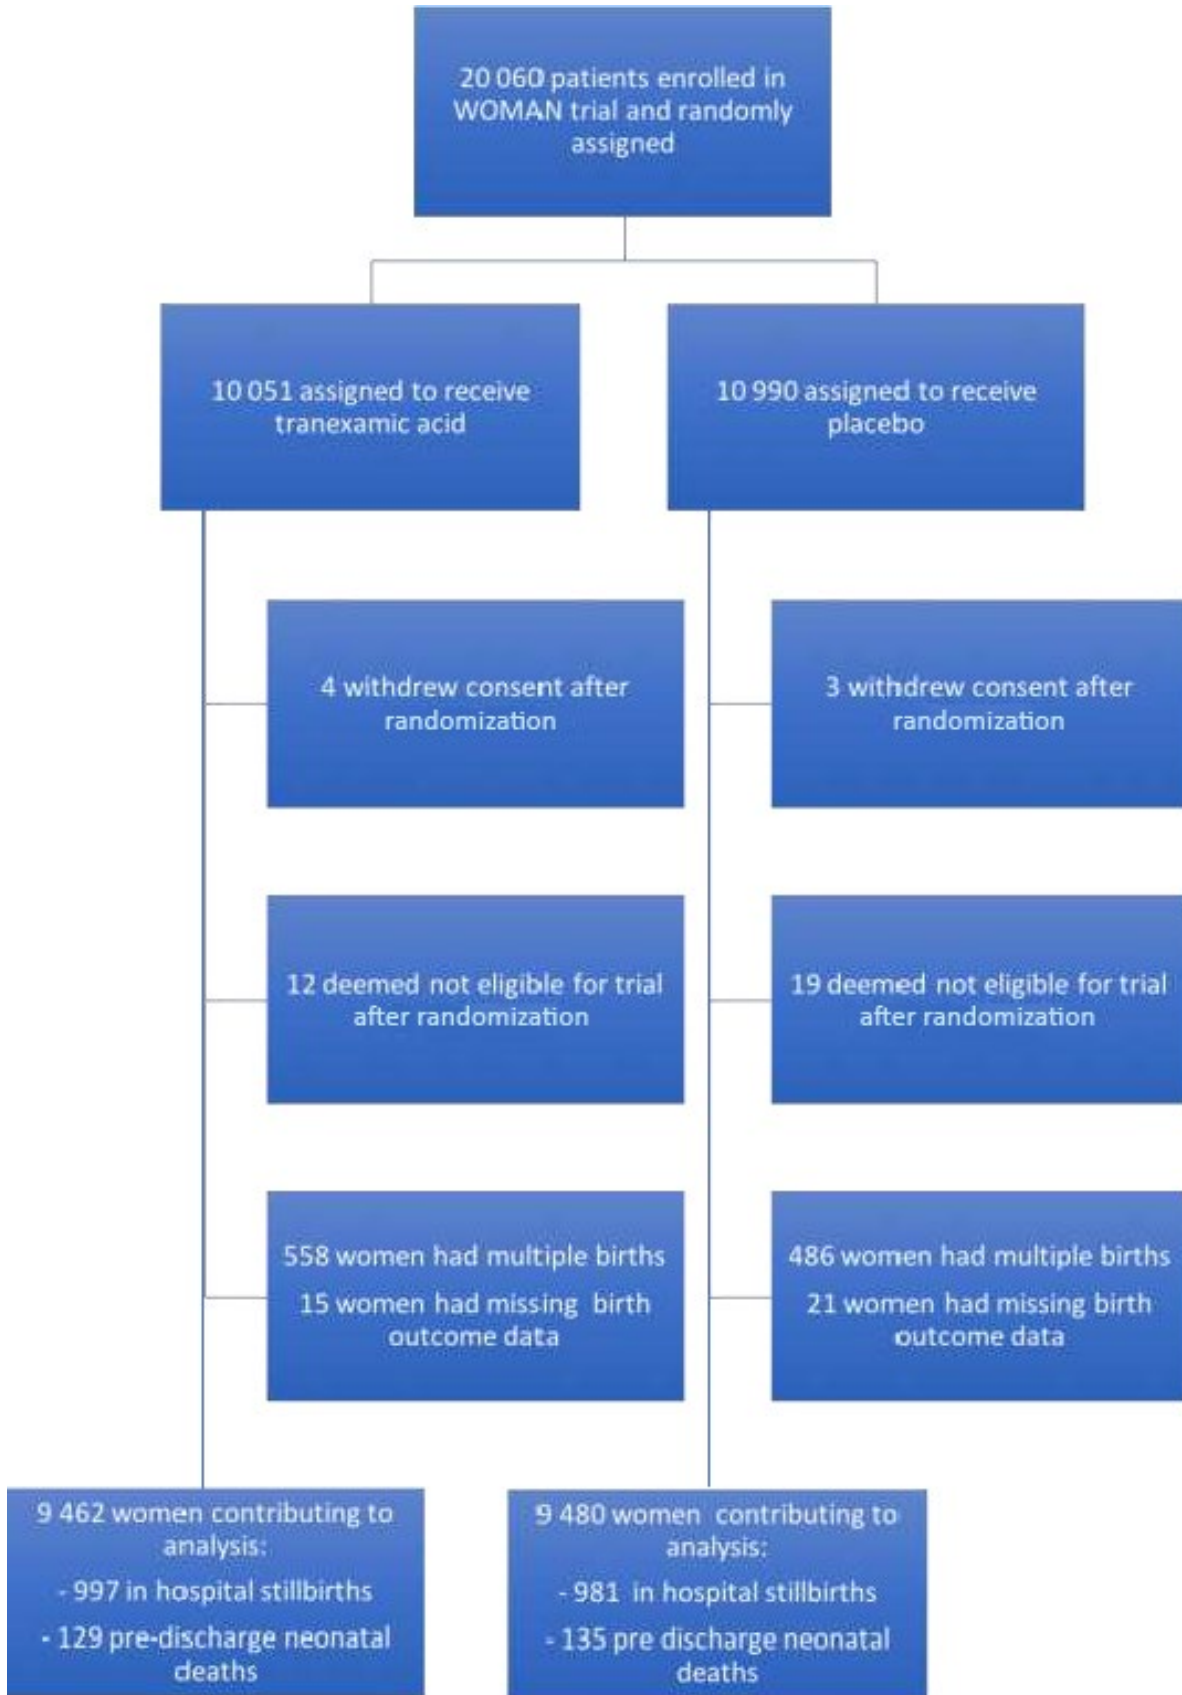 20 060 patients enrolled in
WOMAN trial and randomly
assigned
10 051 assigned to receive
tranexamic acid
10 990 assigned to receive
placebo
4 withdrew consent after
randomization
3 withdrew consent after
randomization
12 deemed not eligible for trial
after randomization
19 deemed not eligible for trial
after randomization
558 women had multiple births
15 women had missing birth
outcome data
486 women had multiple births
21 women had missing birth
outcome data
9 462 women contributing to
analysis:
- 997 in hospital stillbirths
- 129 pre-discharge neonatal
deaths
9 480 women contributing to
analysis:
- 981 in hospital stillbirths
- 135 pre discharge neonatal
deaths